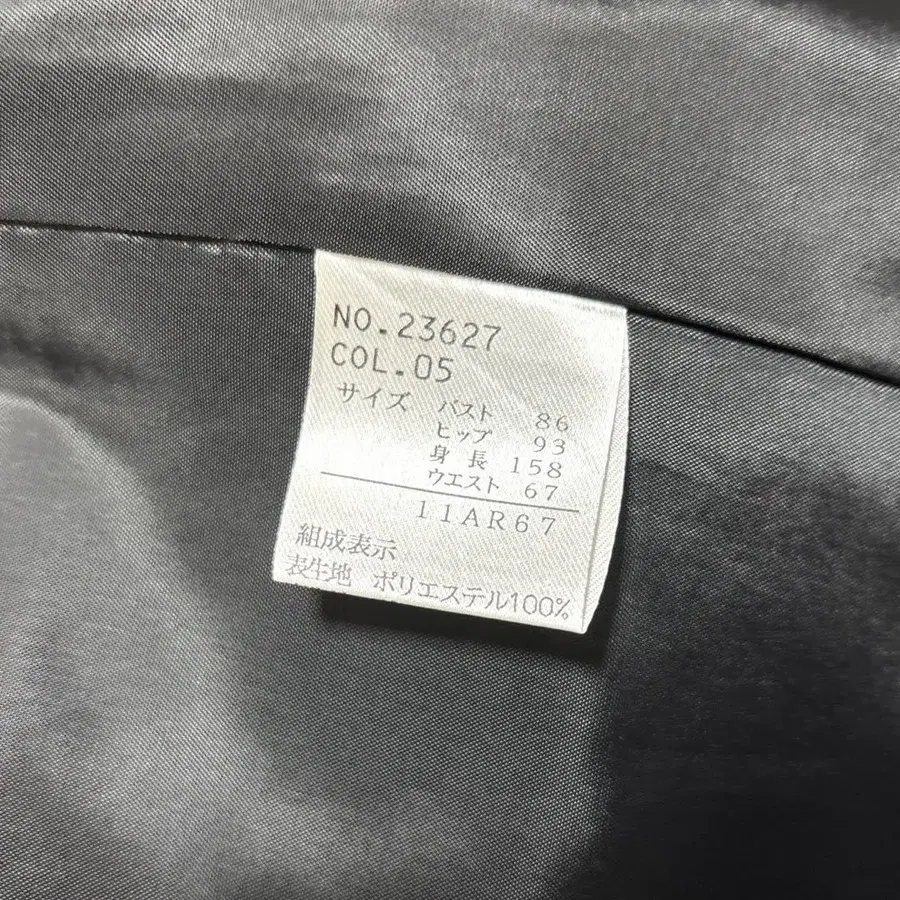 NO.23627
COL.05
サイズ バスト 86
ヒップ 93
身長 158
ウエスト 67
11AR67
組成表示
表生地 ポリエステル100%